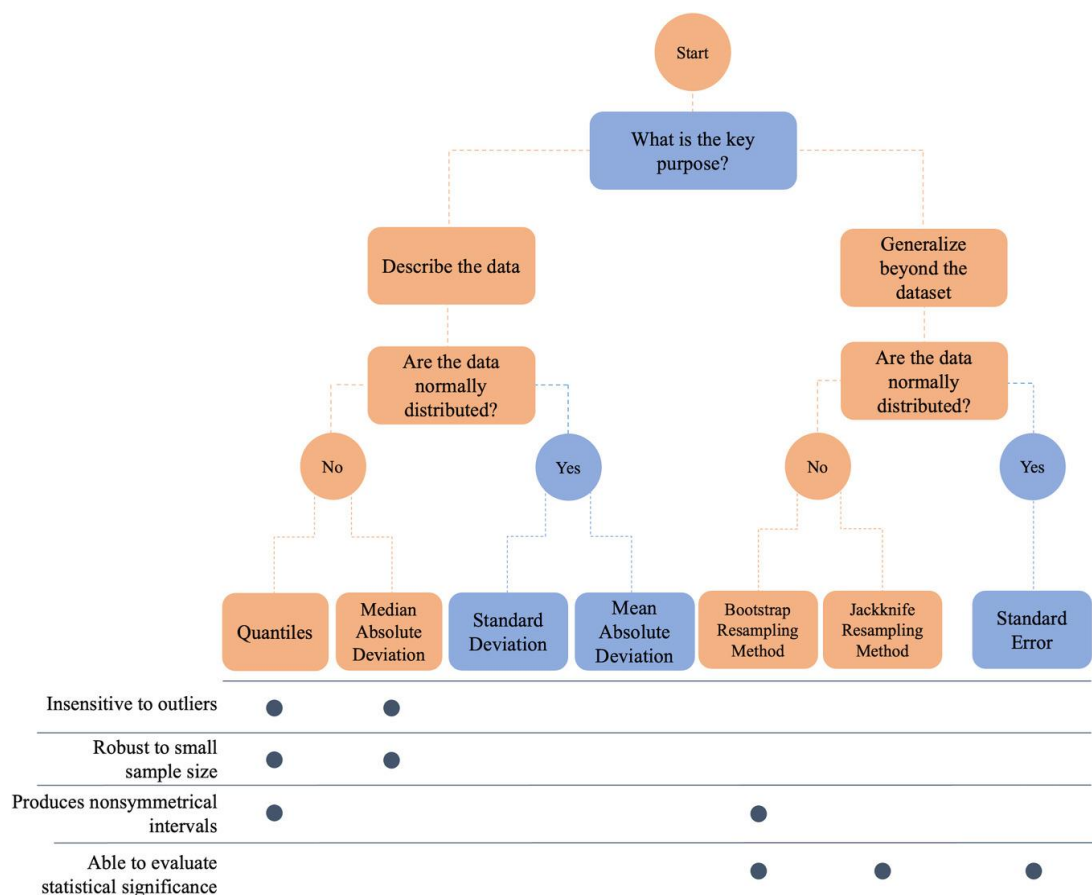 Start
What is the key
purpose?
Describe the data
Generalize
beyond the
dataset
Are the data
normally
distributed?
Are the data
normally
distributed?
No
Yes
No
Yes
Quantiles
Median
Absolute
Deviation
Standard
Deviation
Mean
Absolute
Deviation
Bootstrap
Resampling
Method
Jackknife
Resampling
Method
Standard
Error
Insensitive to outliers
Robust to small
sample size
Produces nonsymmetrical
intervals
Able to evaluate
statistical significance